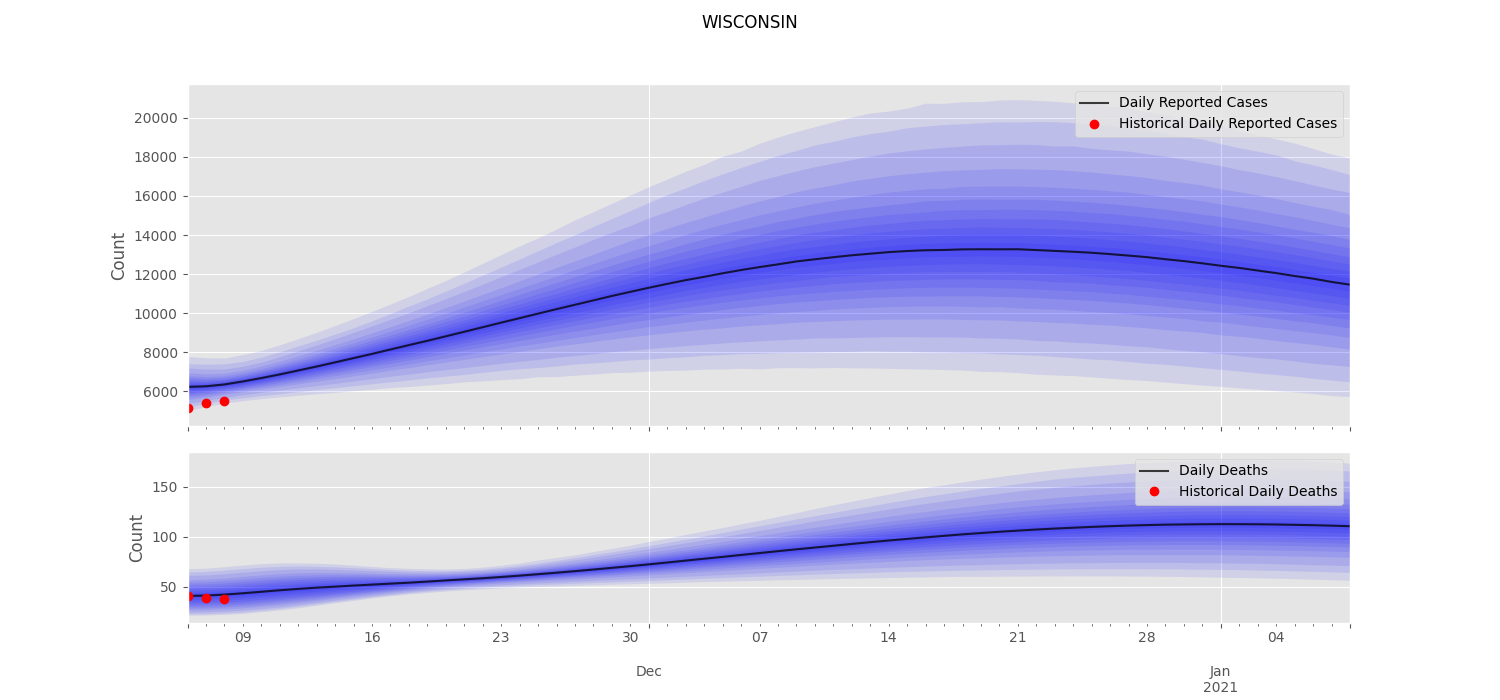 WISCONSIN
Daily Reported Cases
Historical Daily Reported Cases
20000
18000
16000
14000
12000
10000
8000
6000
Count
Daily Deaths
Historical Daily Deaths
150
100
50
Count
09 16 23 30 07 14 21 28 04
Dec Jan
2021